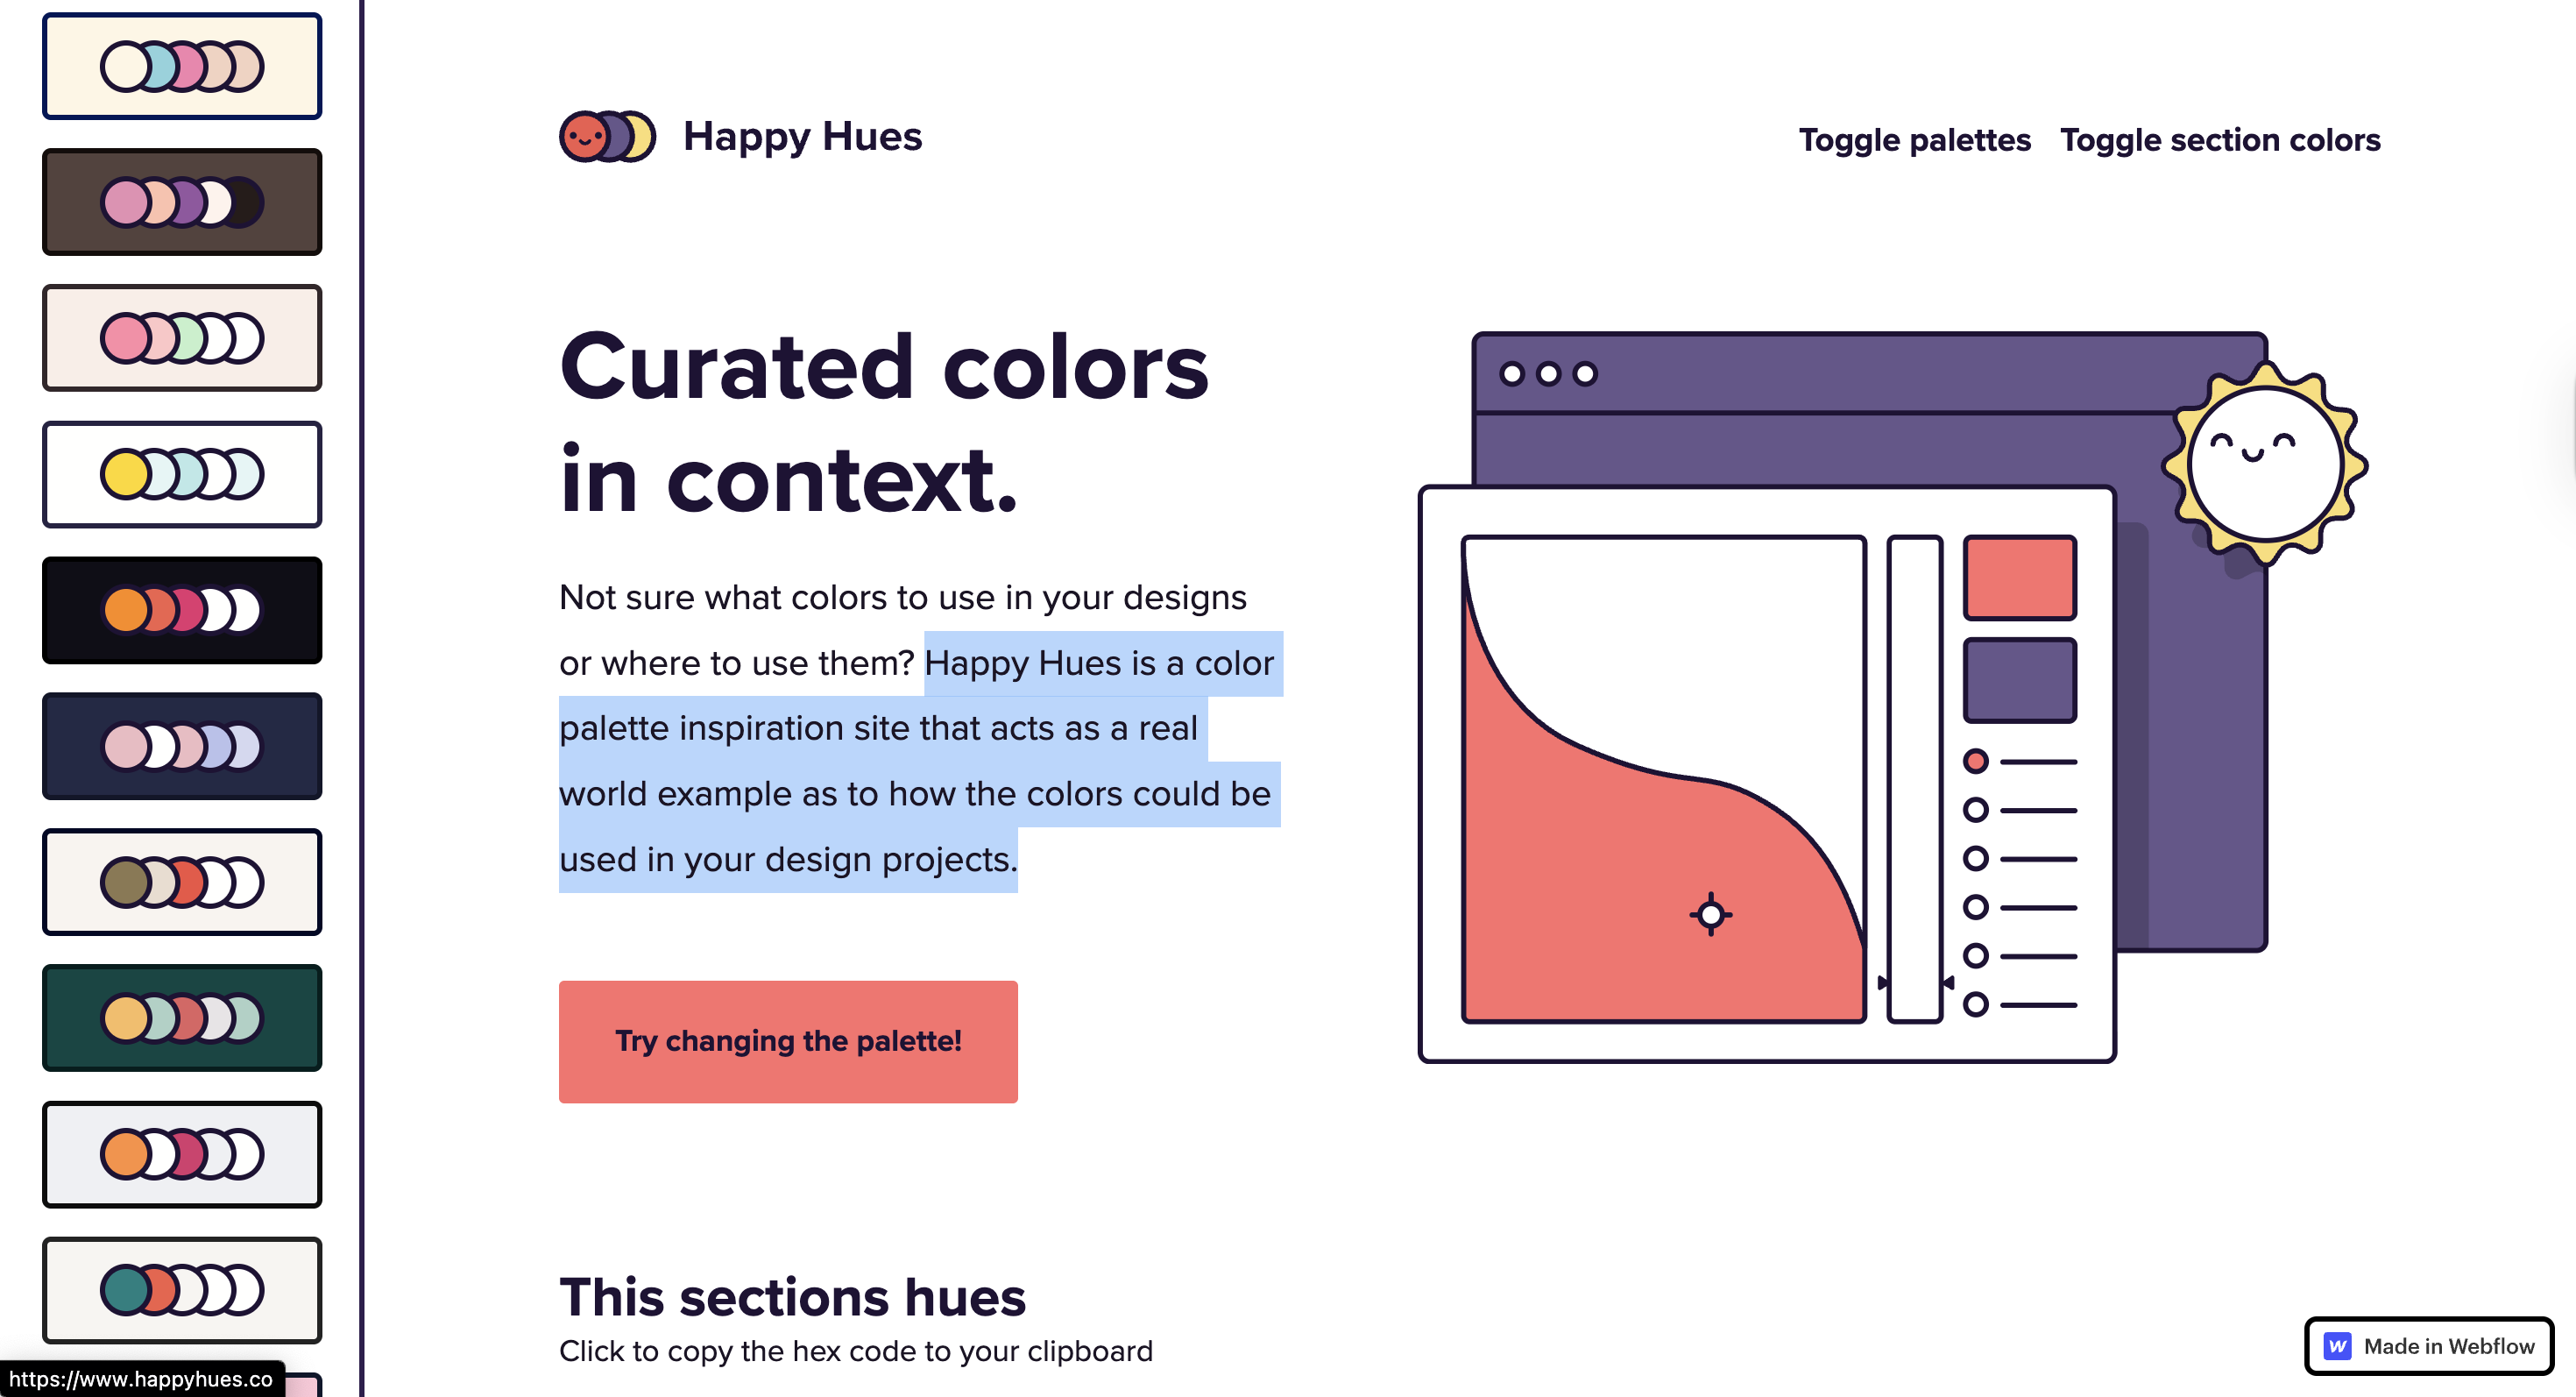 Happy Hues
Toggle palettes
Toggle section colors
Curated colors
in context.
Not sure what colors to use in your designs
or where to use them? Happy Hues is a color
palette inspiration site that acts as a real
world example as to how the colors could be
used in your design projects.
Try changing the palette!
This sections hues
Click to copy the hex code to your clipboard
https://www.happyhues.co
Made in Webflow